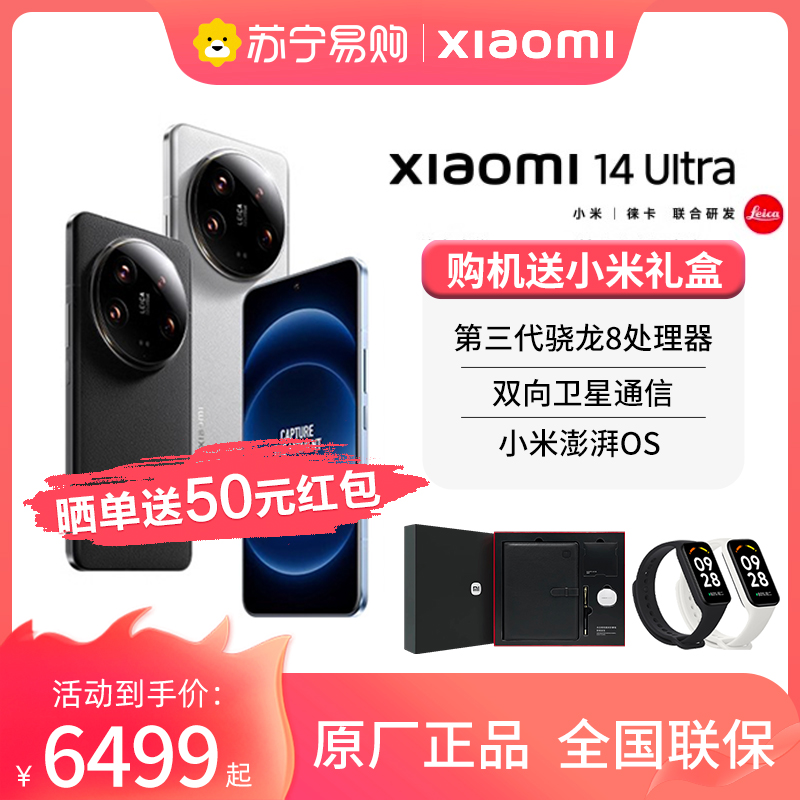 苏宁易购 | xiaomi
xiaomi 14 Ultra
小米 | 徕卡 联合研发 Leica
购机送小米礼盒
第三代骁龙8处理器
双向卫星通信
小米澎湃OS
LEICA
LEICA
CAPTURE
晒单送50元红包
09
28
09
28
活动到手价：
¥6499起
原厂正品 全国联保